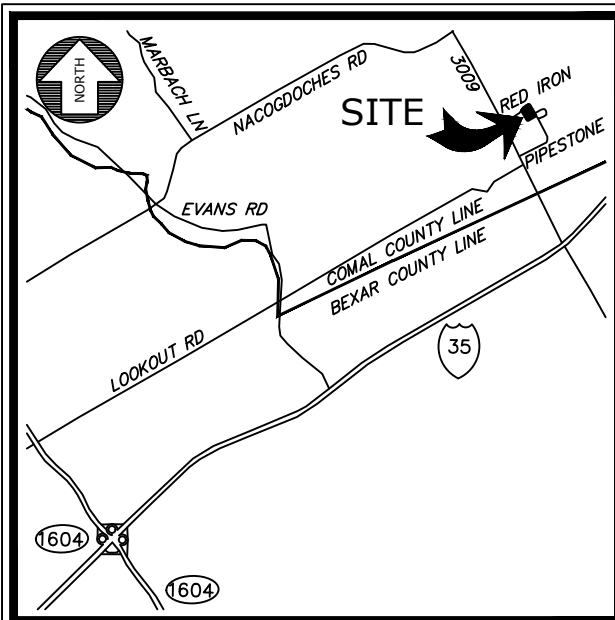 NORTH
MARBACH LN
NACOGDOCHES RD
3009
RED IRON
SITE
PIPESTONE
EVANS RD
COMAL COUNTY LINE
BEXAR COUNTY LINE
LOOKOUT RD
35
1604
1604